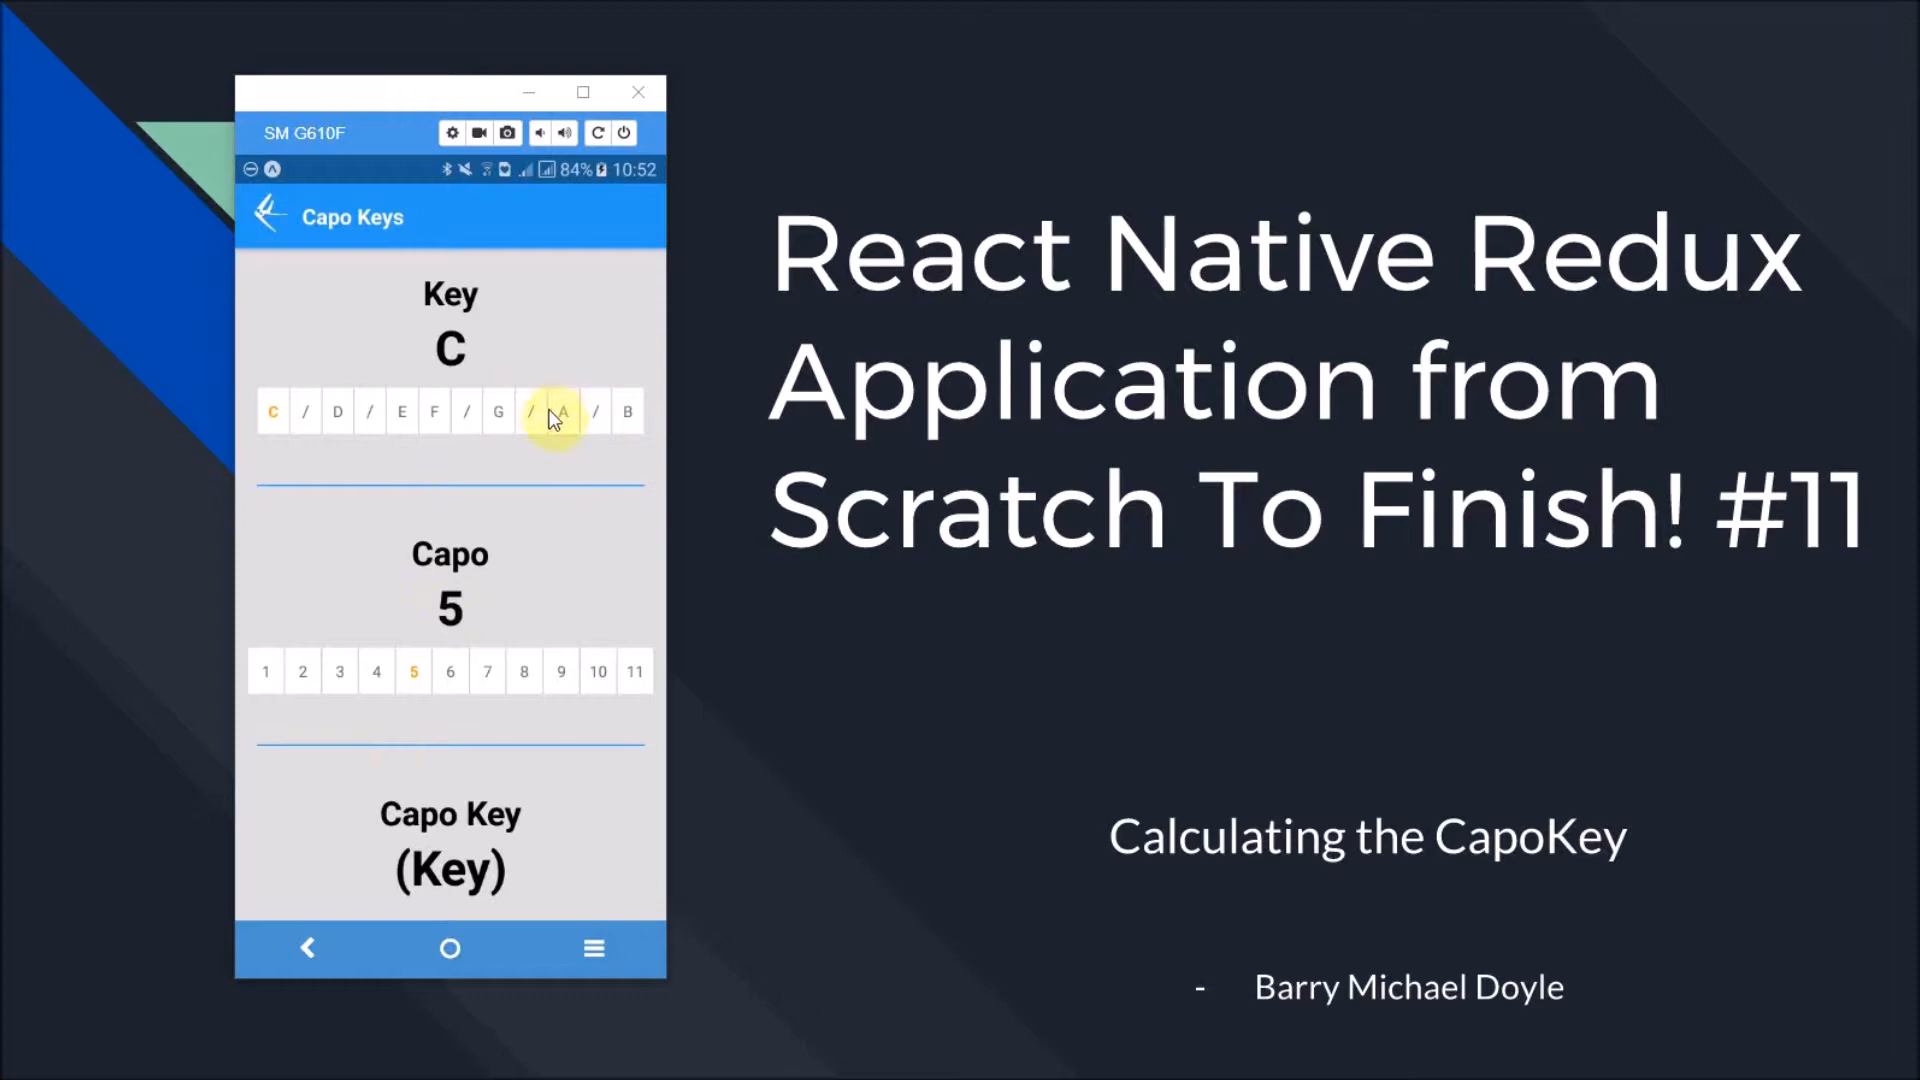 SM G610F
84% 10:52
Capo Keys
Key
C
C / D / E F / G / A / B
Capo
5
1 2 3 4 5 6 7 8 9 10 11
Capo Key
(Key)
React Native Redux
Application from
Scratch To Finish! #11
Calculating the CapoKey
- Barry Michael Doyle